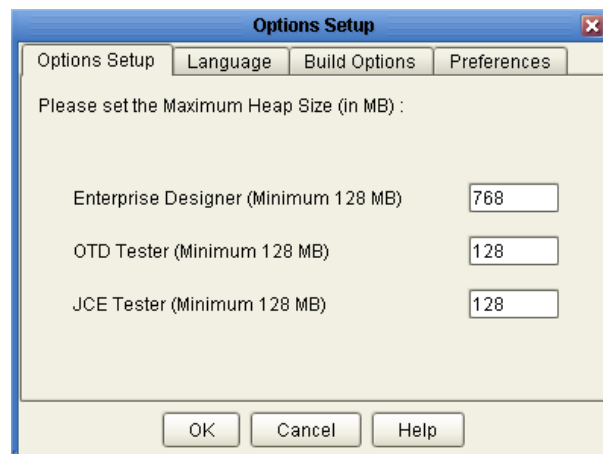 Options Setup
Options Setup Language Build Options Preferences
Please set the Maximum Heap Size (in MB) :
Enterprise Designer (Minimum 128 MB) 768
OTD Tester (Minimum 128 MB) 128
JCE Tester (Minimum 128 MB) 128
OK Cancel Help